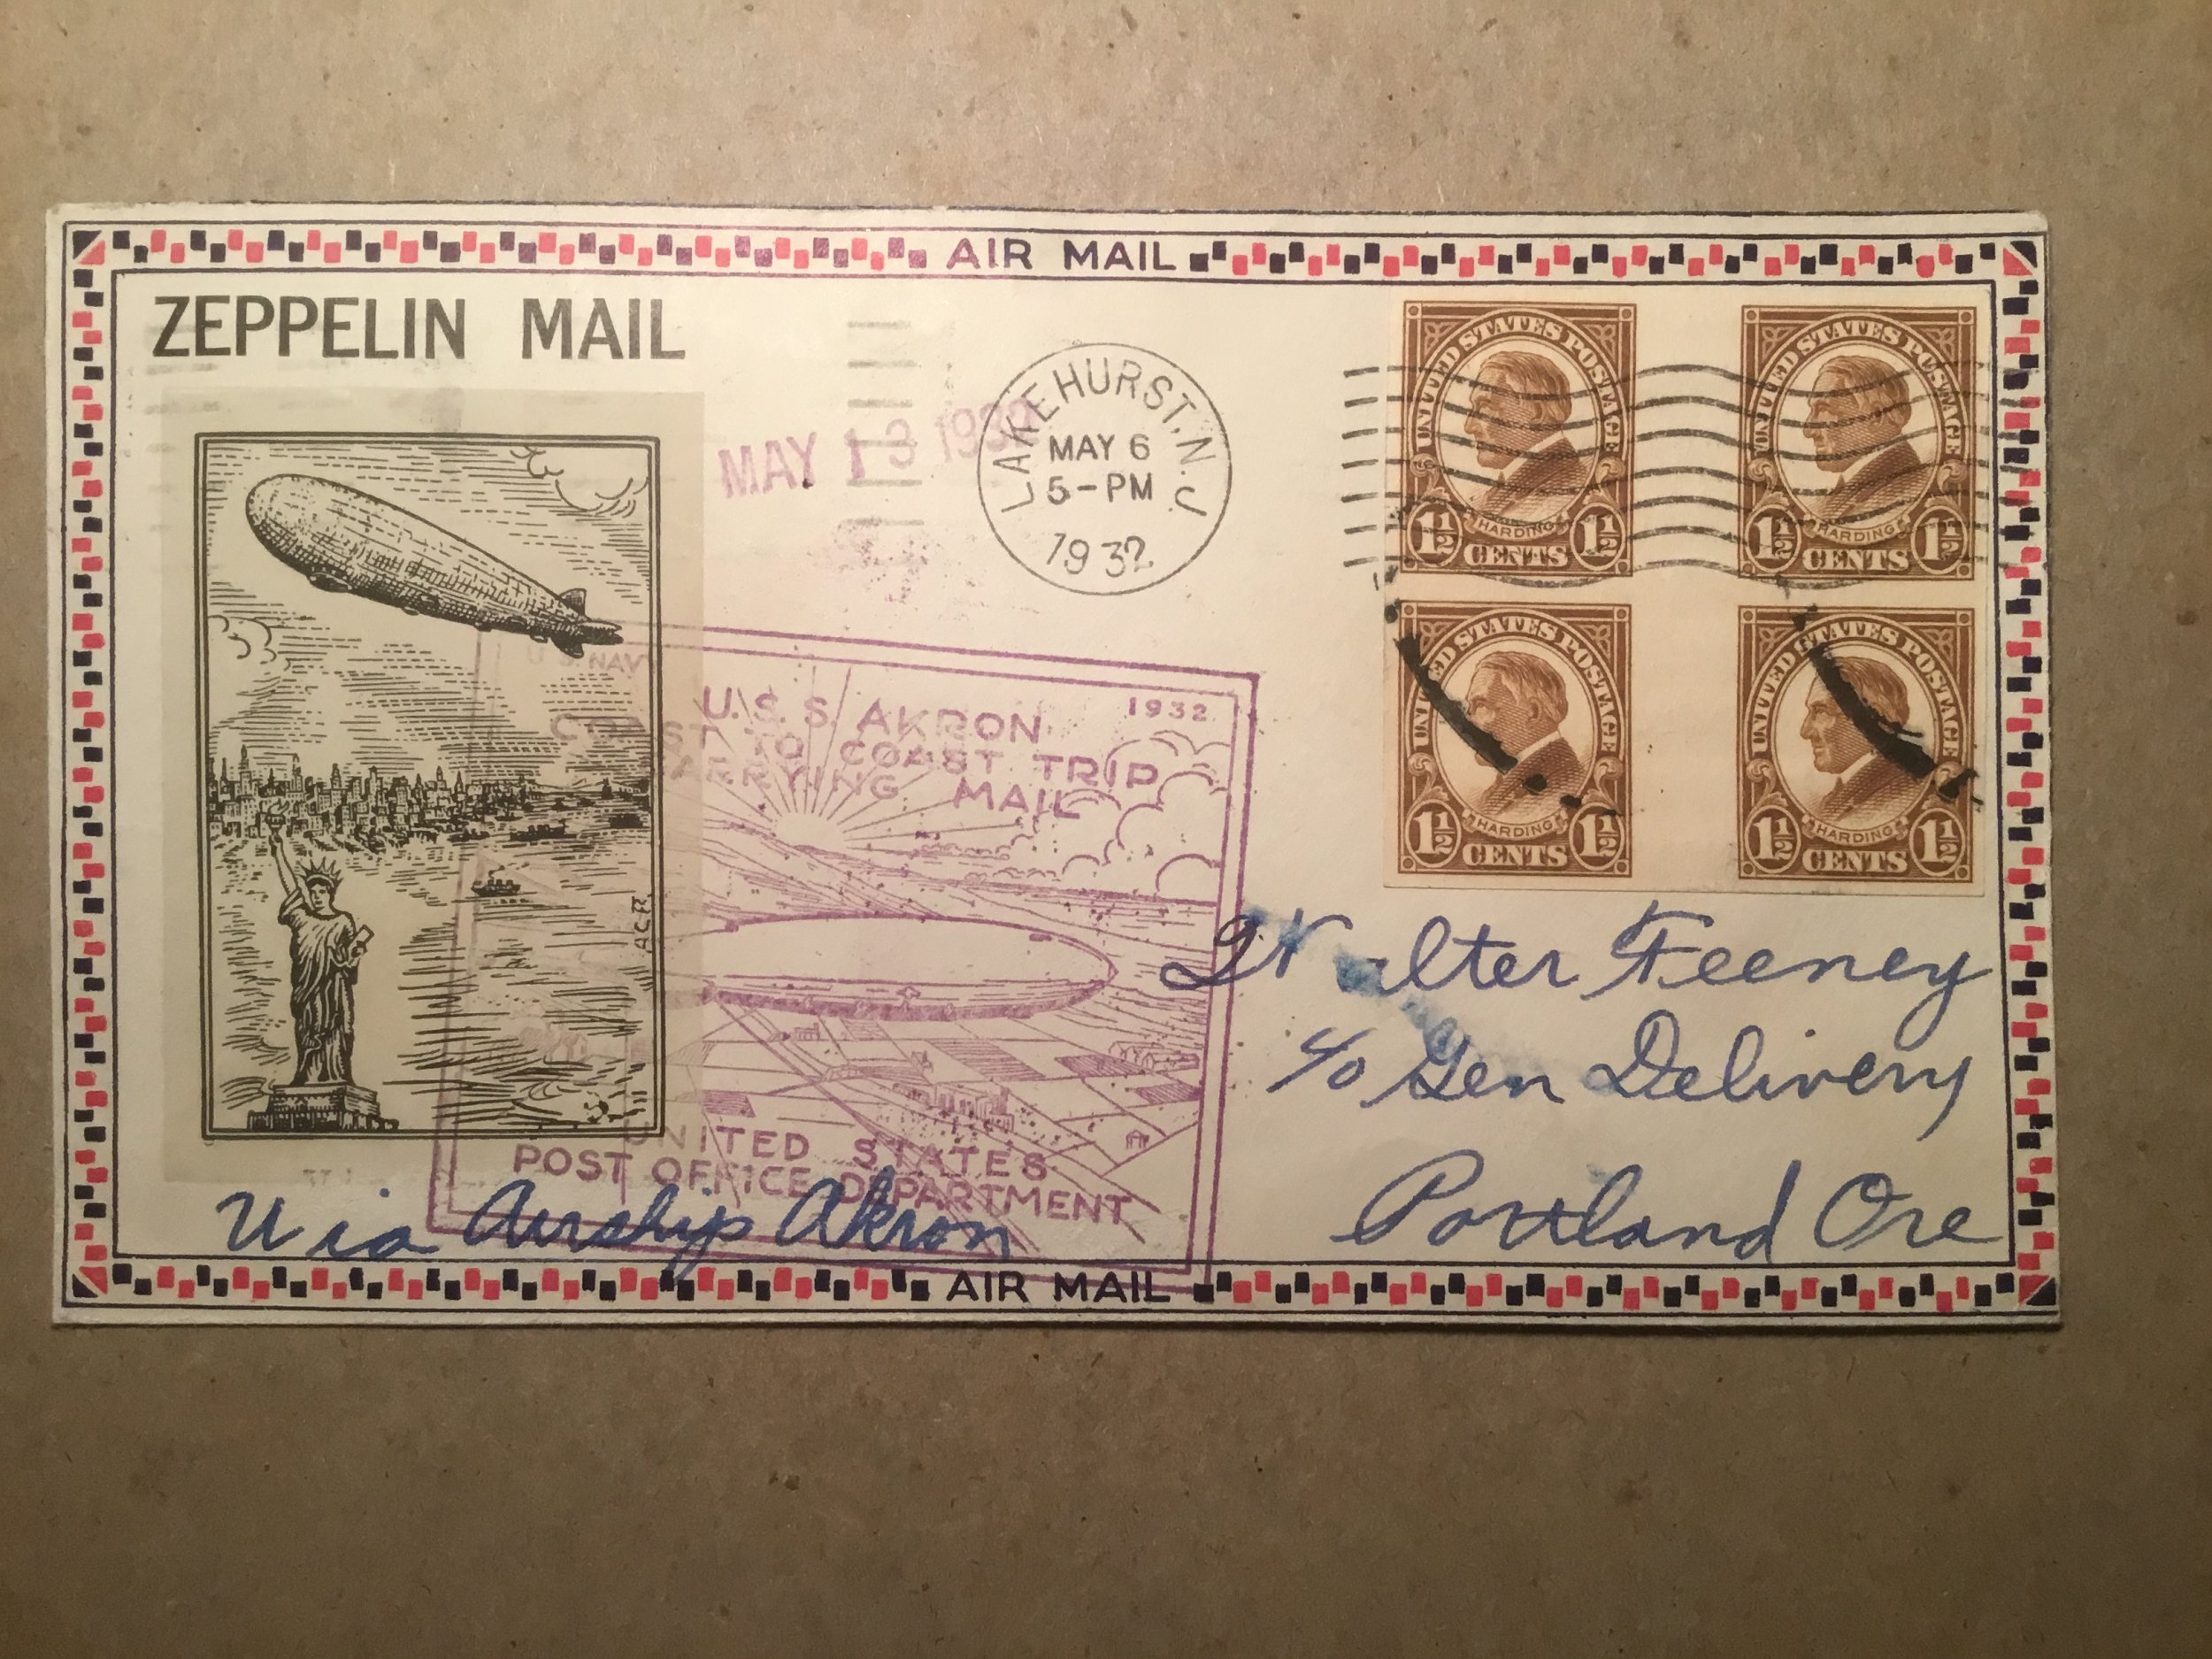 AIR MAIL
ZEPPELIN MAIL
MAY 13 193
LAKEHURST, N.J.
MAY 6
5-PM
1932
UNITED STATES POSTAGE
HARDING
1½ CENTS 1½
UNITED STATES POSTAGE
HARDING
1½ CENTS 1½
UNITED STATES POSTAGE
HARDING
1½ CENTS 1½
UNITED STATES POSTAGE
HARDING
1½ CENTS 1½
U.S. NAVY
1932
U.S.S. AKRON
COAST TO COAST TRIP
CARRYING MAIL
ACR
UNITED STATES
POST OFFICE DEPARTMENT
Walter Feeney
c/o Gen Delivery
Portland Ore
Via Airship Akron
AIR MAIL